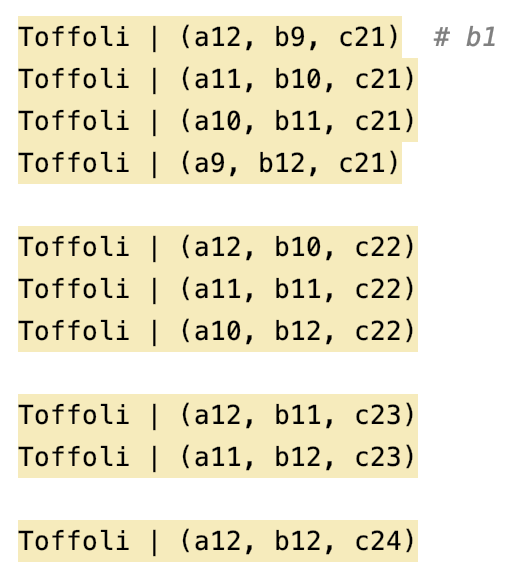 Toffoli | (a12, b9, c21)  # b1
Toffoli | (a11, b10, c21)
Toffoli | (a10, b11, c21)
Toffoli | (a9, b12, c21)
Toffoli | (a12, b10, c22)
Toffoli | (a11, b11, c22)
Toffoli | (a10, b12, c22)
Toffoli | (a12, b11, c23)
Toffoli | (a11, b12, c23)
Toffoli | (a12, b12, c24)